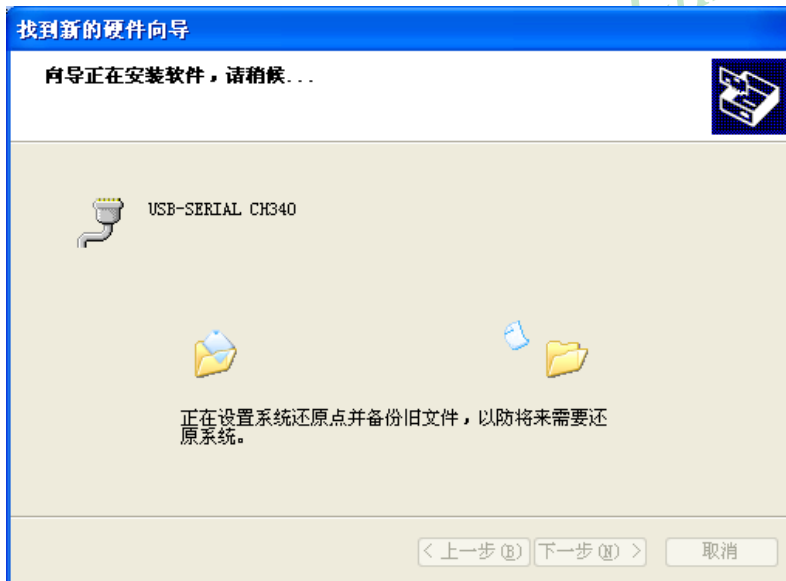 找到新的硬件向导
向导正在安装软件，请稍候...
USB-SERIAL CH340
正在设置系统还原点并备份旧文件，以防将来需要还
原系统。
< 上一步(B) 下一步(N) > 取消